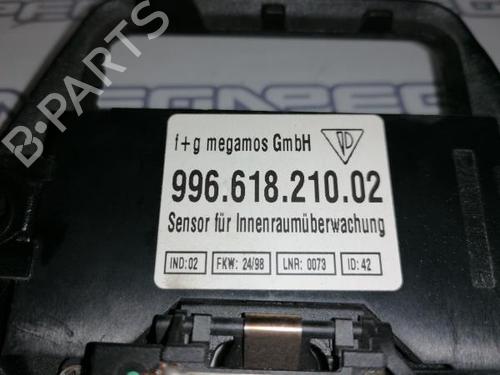 f+g megamos GmbH
996.618.210.02
Sensor für Innenraumüberwachung
IND:02 FKW: 24/98 LNR: 0073 ID: 42
B-PARTS